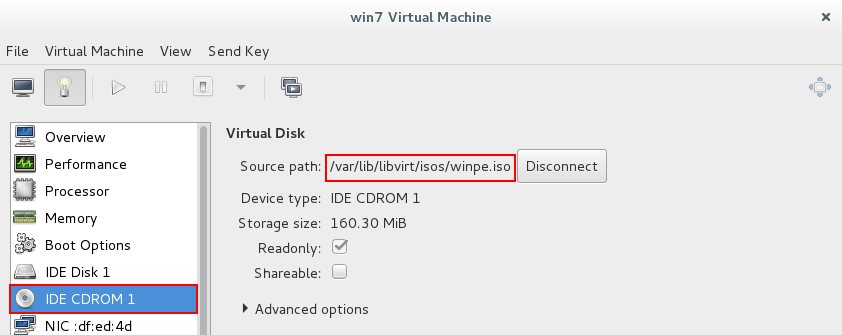 win7 Virtual Machine
File Virtual Machine View Send Key
Overview
Performance
Processor
Memory
Boot Options
IDE Disk 1
IDE CDROM 1
NIC :df:ed:4d
Virtual Disk
Source path: /var/lib/libvirt/isos/winpe.iso Disconnect
Device type: IDE CDROM 1
Storage size: 160.30 MiB
Readonly:
Shareable:
Advanced options